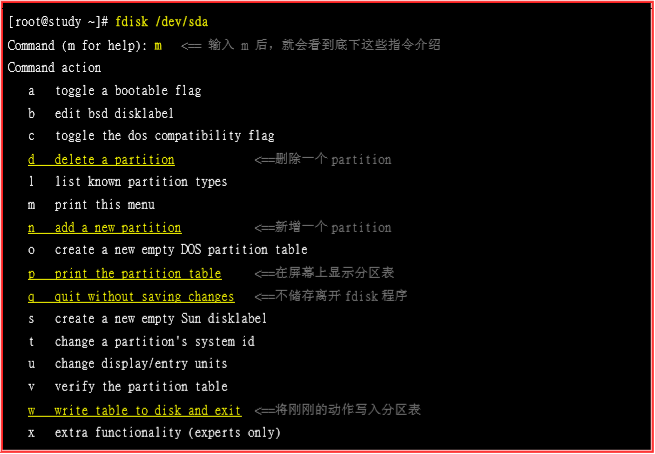 [root@study ~]# fdisk /dev/sda
Command (m for help): m <== 输入 m 后，就会看到底下这些指令介绍
Command action
a toggle a bootable flag
b edit bsd disklabel
c toggle the dos compatibility flag
d delete a partition <==删除一个 partition
l list known partition types
m print this menu
n add a new partition <==新增一个 partition
o create a new empty DOS partition table
p print the partition table <==在屏幕上显示分区表
q quit without saving changes <==不储存离开 fdisk 程序
s create a new empty Sun disklabel
t change a partition's system id
u change display/entry units
v verify the partition table
w write table to disk and exit <==将刚刚的动作写入分区表
x extra functionality (experts only)